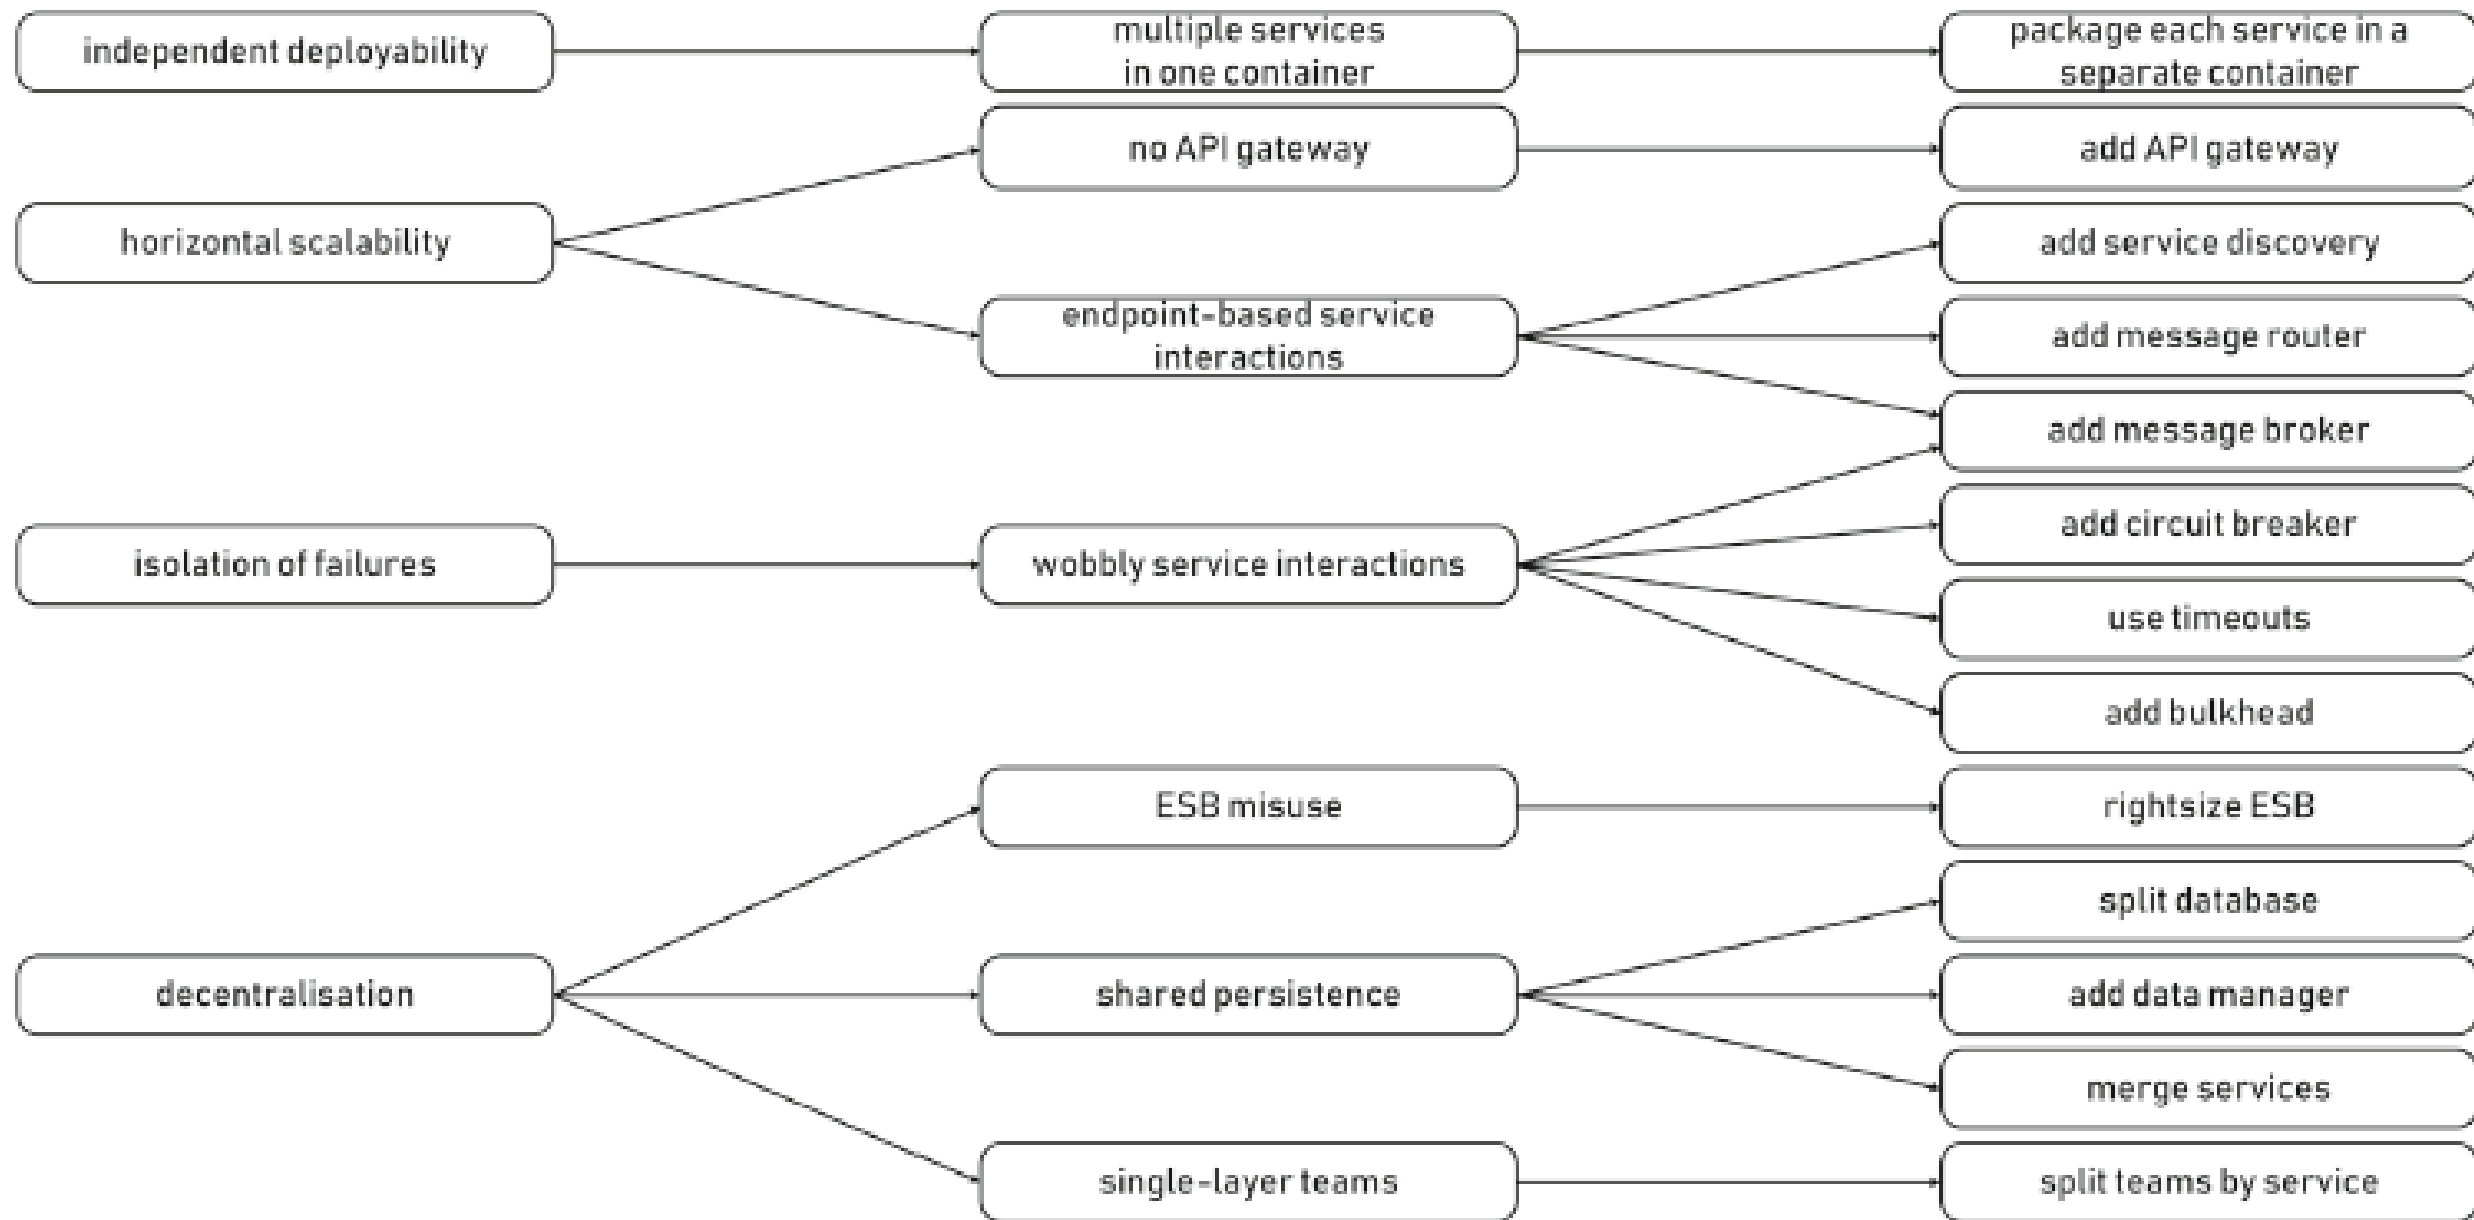 independent deployability
multiple services
in one container
package each service in a
separate container
no API gateway
add API gateway
horizontal scalability
add service discovery
endpoint-based service
interactions
add message router
add message broker
add circuit breaker
isolation of failures
wobbly service interactions
use timeouts
add bulkhead
ESB misuse
rightsize ESB
split database
decentralisation
shared persistence
add data manager
merge services
single-layer teams
split teams by service